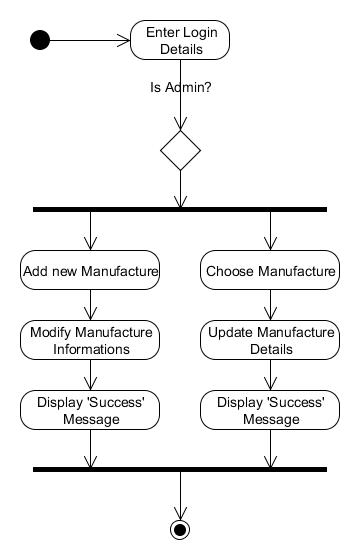 Enter Login
Details
Is Admin?
Add new Manufacture
Choose Manufacture
Modify Manufacture
Informations
Update Manufacture
Details
Display 'Success'
Message
Display 'Success'
Message